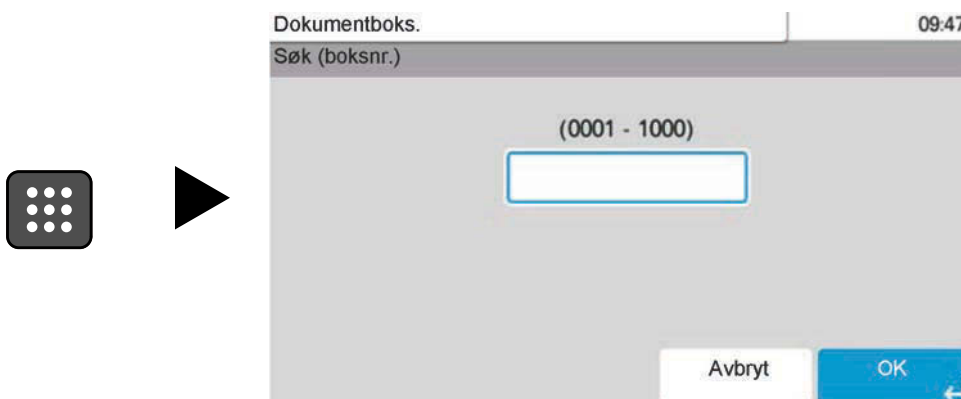 Dokumentboks.
09:47
Søk (boksnr.)
(0001 - 1000)
Avbryt
OK